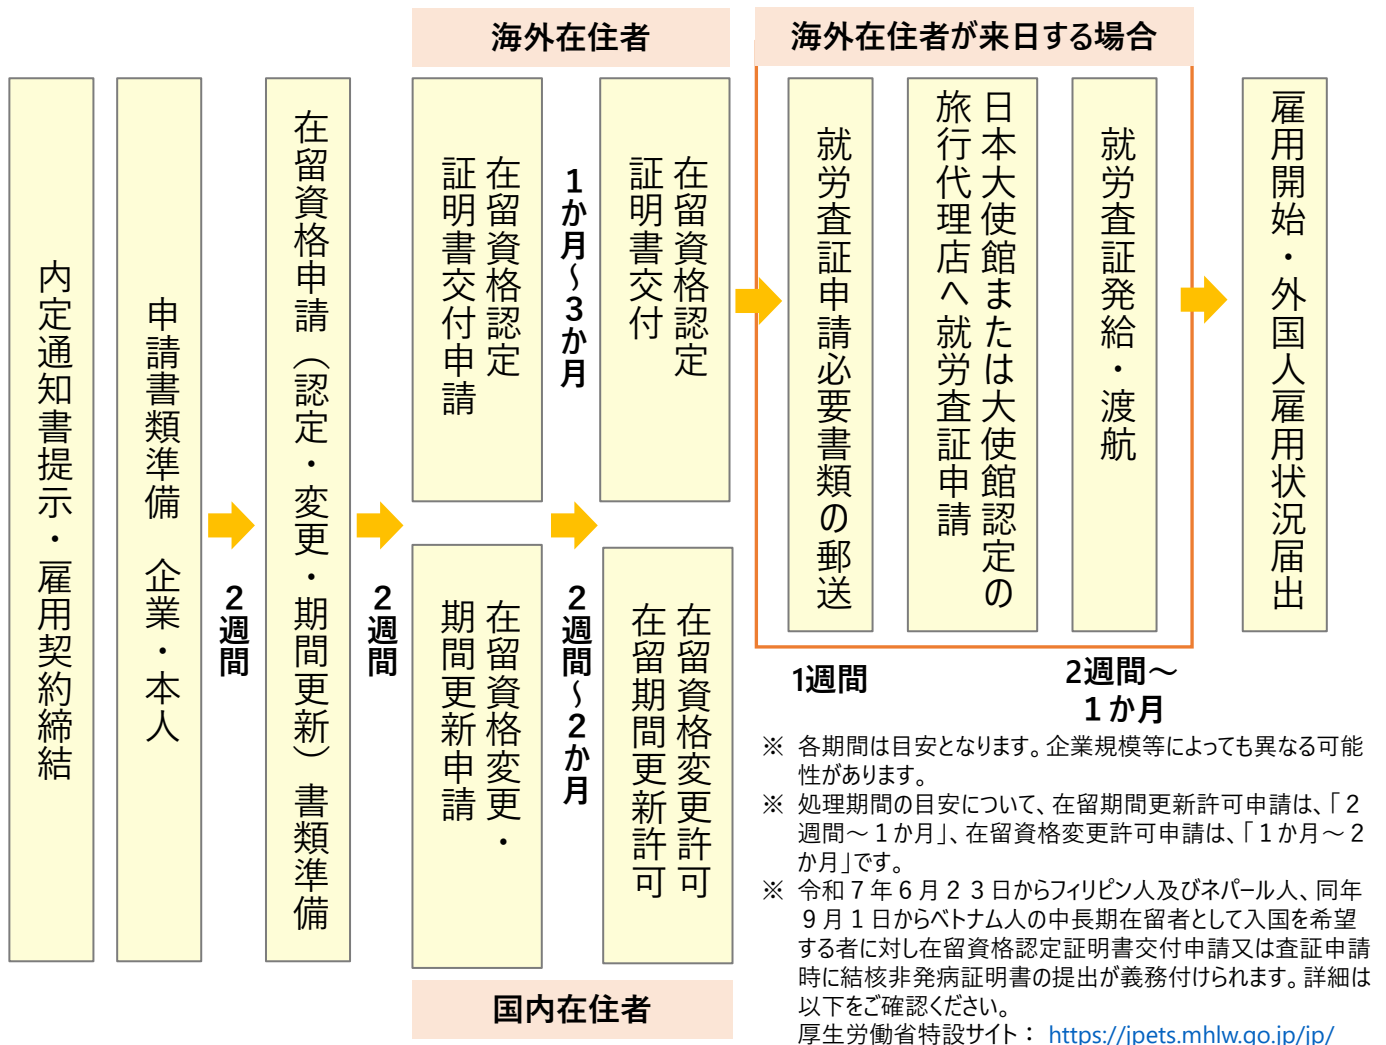 海外在住者
海外在住者が来日する場合
内定通知書提示・雇用契約締結
申請書類準備　企業・本人
2週間
在留資格申請（認定・変更・期間更新）書類準備
2週間
在留資格認定
証明書交付申請
1か月～3か月
在留資格認定
証明書交付
在留資格変更・
期間更新申請
2週間～2か月
在留資格変更許可
在留期間更新許可
国内在住者
就労査証申請必要書類の郵送
日本大使館または大使館認定の
旅行代理店へ就労査証申請
就労査証発給・渡航
1週間
2週間～
１か月
雇用開始・外国人雇用状況届出
※ 各期間は目安となります。企業規模等によっても異なる可能
性があります。
※ 処理期間の目安について、在留期間更新許可申請は、「２
週間～１か月」、在留資格変更許可申請は、「１か月～２
か月」です。
※ 令和７年６月２３日からフィリピン人及びネパール人、同年
９月１日からベトナム人の中長期在留者として入国を希望
する者に対し在留資格認定証明書交付申請又は査証申請
時に結核非発病証明書の提出が義務付けられます。詳細は
以下をご確認ください。
厚生労働省特設サイト： https://jpets.mhlw.go.jp/jp/